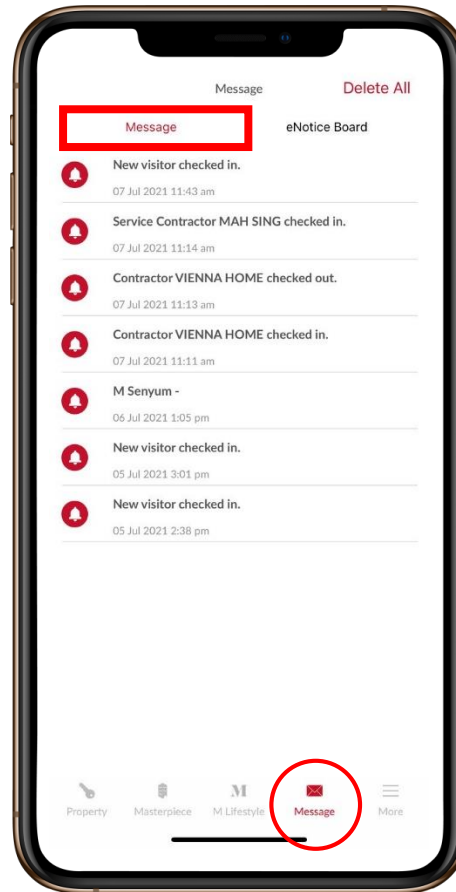 Message
Delete All
Message
eNotice Board
New visitor checked in.
07 Jul 2021 11:43 am
Service Contractor MAH SING checked in.
07 Jul 2021 11:14 am
Contractor VIENNA HOME checked out.
07 Jul 2021 11:13 am
Contractor VIENNA HOME checked in.
07 Jul 2021 11:11 am
M Senyum -
06 Jul 2021 1:05 pm
New visitor checked in.
05 Jul 2021 3:01 pm
New visitor checked in.
05 Jul 2021 2:38 pm
M
Property
Masterpiece
M Lifestyle
Message
More